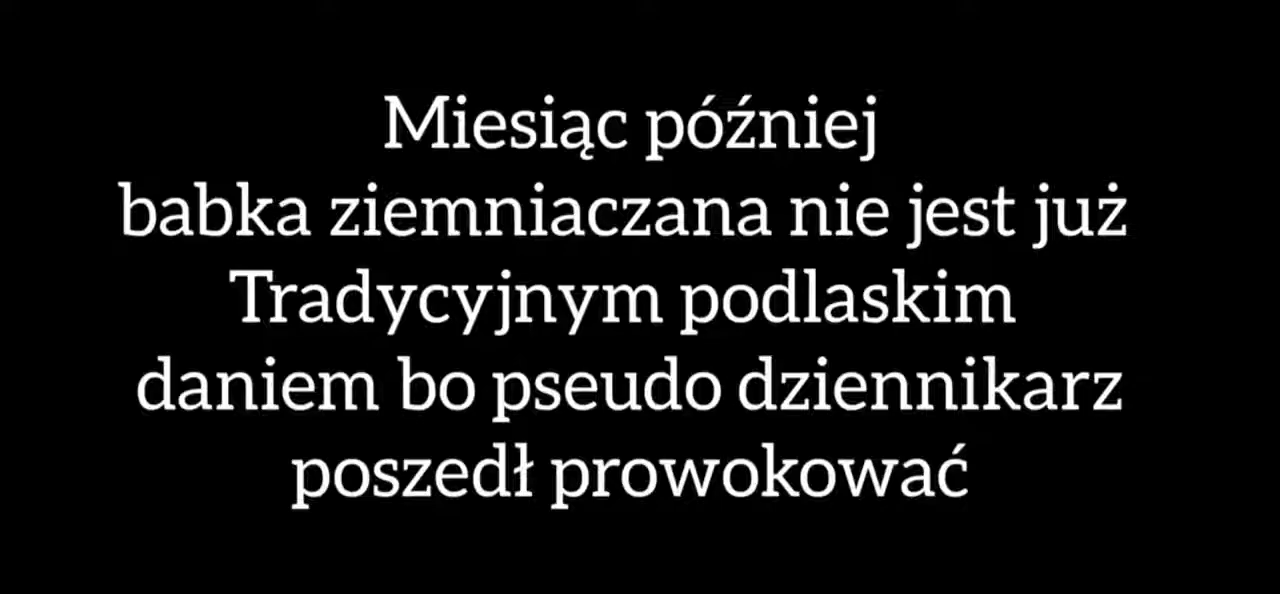 Miesiąc później
babka ziemniaczana nie jest już
Tradycyjnym podlaskim
daniem bo pseudo dziennikarz
poszedł prowokować